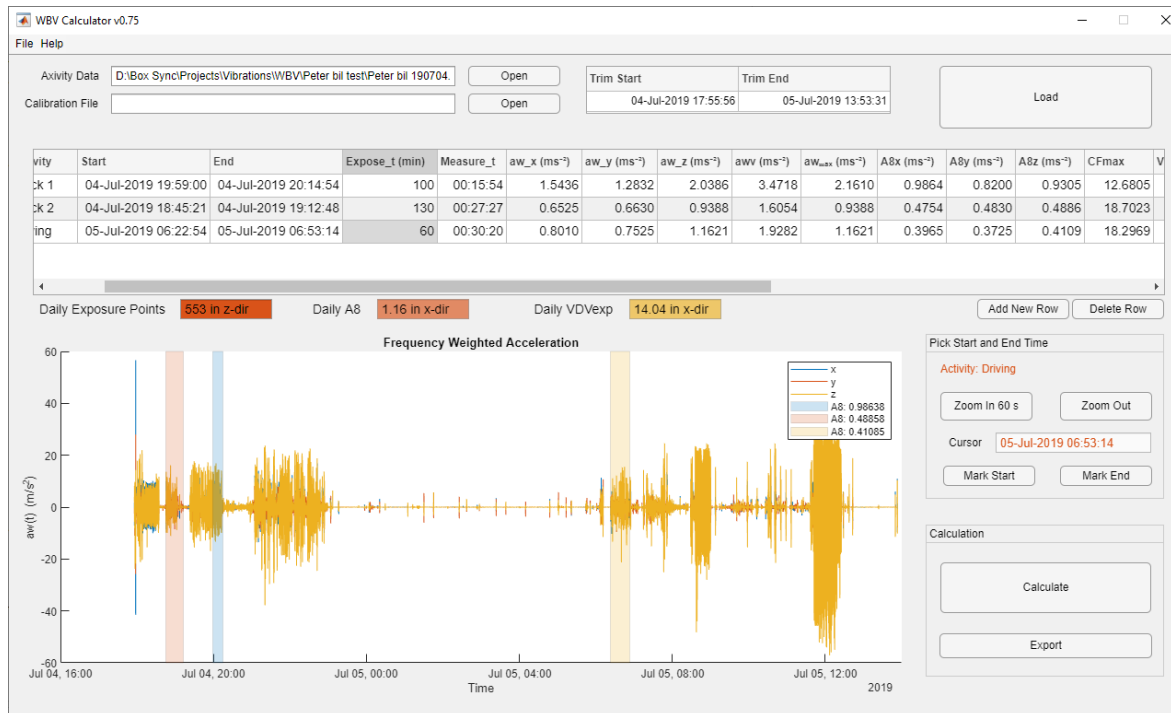 WBV Calculator v0.75
File Help
Axivity Data D:\Box Sync\Projects\Vibrations\WBV\Peter bil test\Peter bil 190704. Open
Calibration File Open
Trim Start Trim End
04-Jul-2019 17:55:56 05-Jul-2019 13:53:31
Load
vity Start End Expose_t (min) Measure_t aw_x (ms⁻²) aw_y (ms⁻²) aw_z (ms⁻²) awv (ms⁻²) awₘₐₓ (ms⁻²) A8x (ms⁻²) A8y (ms⁻²) A8z (ms⁻²) CFmax V
ck 1 04-Jul-2019 19:59:00 04-Jul-2019 20:14:54 100 00:15:54 1.5436 1.2832 2.0386 3.4718 2.1610 0.9864 0.8200 0.9305 12.6805
ck 2 04-Jul-2019 18:45:21 04-Jul-2019 19:12:48 130 00:27:27 0.6525 0.6630 0.9388 1.6054 0.9388 0.4754 0.4830 0.4886 18.7023
ving 05-Jul-2019 06:22:54 05-Jul-2019 06:53:14 60 00:30:20 0.8010 0.7525 1.1621 1.9282 1.1621 0.3965 0.3725 0.4109 18.2969
Daily Exposure Points 553 in z-dir Daily A8 1.16 in x-dir Daily VDVexp 14.04 in x-dir Add New Row Delete Row
Frequency Weighted Acceleration
60
40
20
0
-20
-40
-60
aw(t) (m/s²)
x
y
z
A8: 0.98638
A8: 0.48858
A8: 0.41085
Jul 04, 16:00 Jul 04, 20:00 Jul 05, 00:00 Jul 05, 04:00 Jul 05, 08:00 Jul 05, 12:00
Time 2019
Pick Start and End Time
Activity: Driving
Zoom In 60 s Zoom Out
Cursor 05-Jul-2019 06:53:14
Mark Start Mark End
Calculation
Calculate
Export